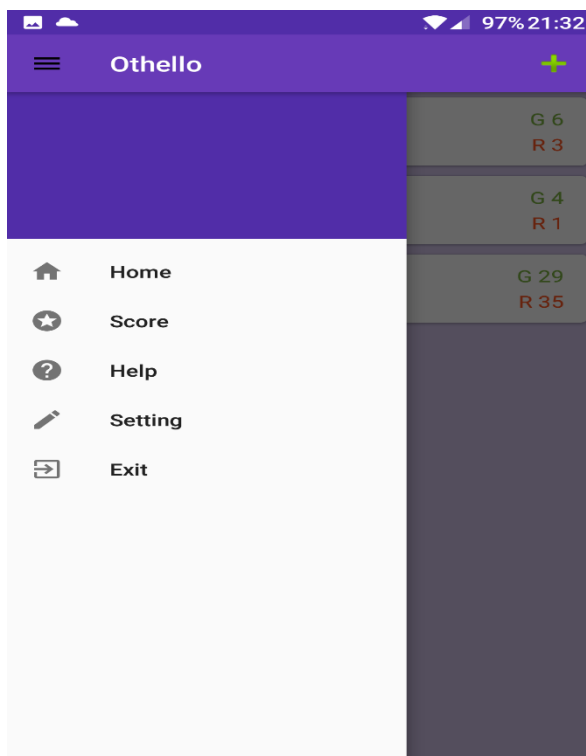 97% 21:32
Othello
G 6
R 3
G 4
R 1
G 29
R 35
Home
Score
Help
Setting
Exit